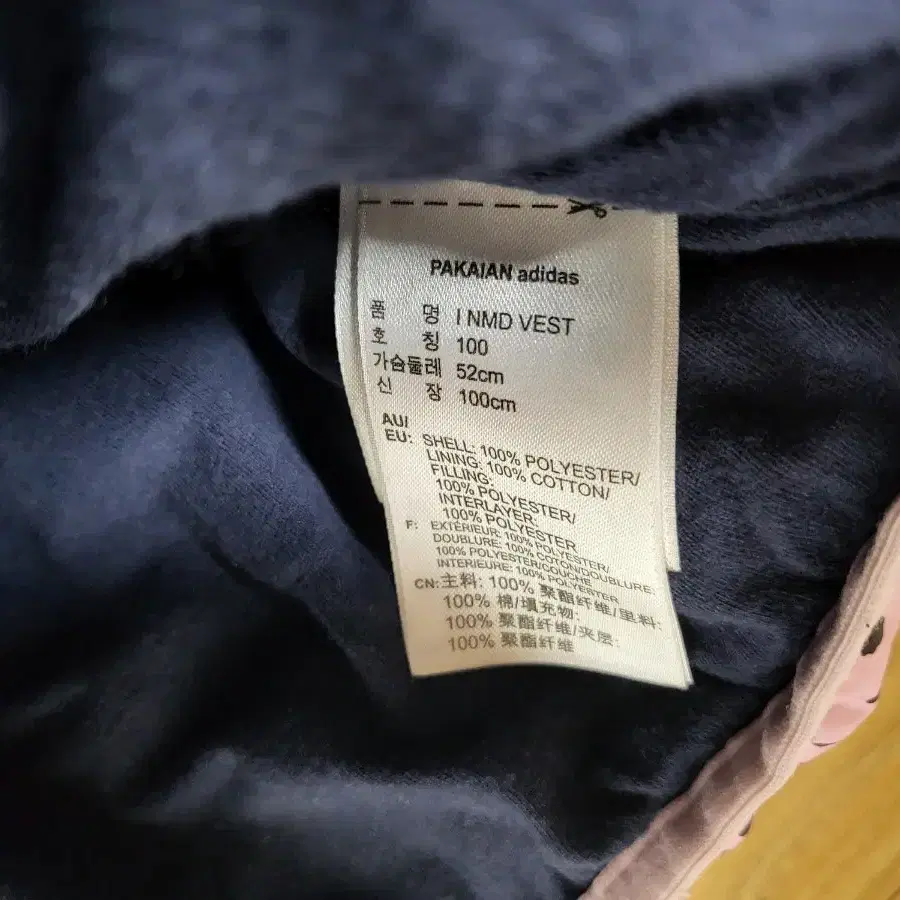 PAKAIAN adidas
품 명 I NMD VEST
호 칭 100
가슴둘레 52cm
신 장 100cm
AU/
EU: SHELL: 100% POLYESTER/
LINING: 100% COTTON/
FILLING:
100% POLYESTER/
INTERLAYER:
100% POLYESTER
F: EXTÉRIEUR: 100% POLYESTER/
DOUBLURE: 100% COTON/DOUBLURE:
100% POLYESTER/COUCHE
INTERIEURE: 100% POLYESTER
CN: 主料: 100% 聚酯纤维/里料:
100% 棉/填充物:
100% 聚酯纤维/夹层:
100% 聚酯纤维